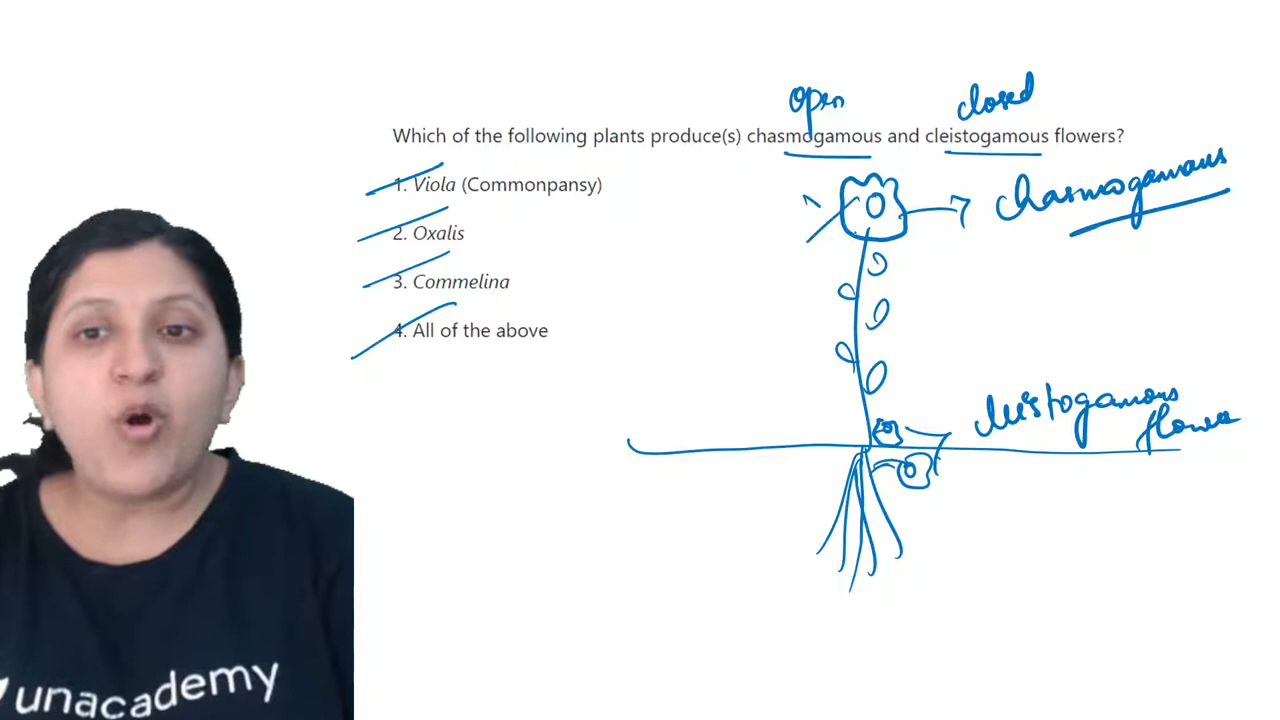 open closed
Which of the following plants produce(s) chasmogamous and cleistogamous flowers?
1. Viola (Commonpansy)
chasmogamous
2. Oxalis
3. Commelina
4. All of the above
cleistogamous
flower
unacademy